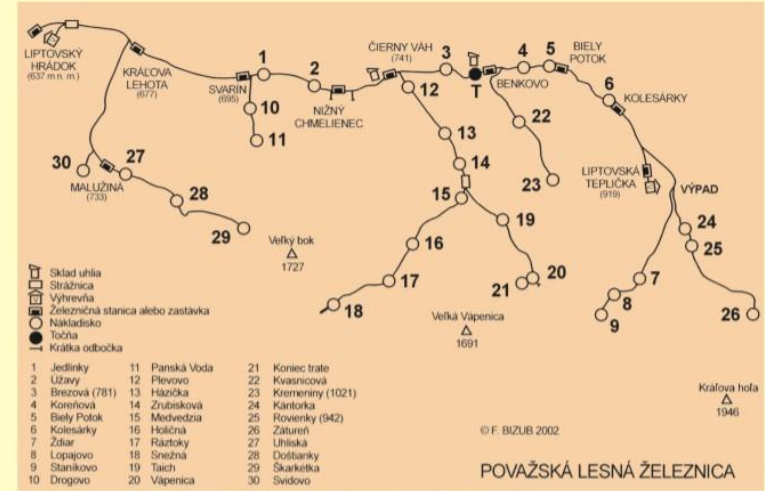 LIPTOVSKÝ
HRÁDOK
(637 m n. m.)
KRÁĽOVA
LEHOTA
(677)
SVARÍN
(695)
1
2
NIŽNÝ
CHMELIENEC
ČIERNY VÁH
(741)
3
T
BENKOVO
4
5
BIELY
POTOK
6
KOLESÁRKY
10
11
12
13
14
15
16
17
18
19
20
21
22
23
LIPTOVSKÁ
TEPLIČKA
(919)
VÝPAD
24
25
26
7
8
9
30
MALUŽINÁ
(733)
27
28
29
Veľký bok
1727
Veľká Vápenica
1691
Kráľova hoľa
1946
Sklad uhlia
Strážnica
Výhrevňa
Železničná stanica alebo zastávka
Nákladisko
Točňa
Krátka odbočka
1 Jedlinky
2 Úžavy
3 Brezová (781)
4 Koreňová
5 Biely Potok
6 Kolesárky
7 Ždiar
8 Lopajovo
9 Staníkovo
10 Drogovo
11 Panská Voda
12 Plevovo
13 Házička
14 Zrubisková
15 Medvedzia
16 Holičná
17 Ráztoky
18 Snežná
19 Taich
20 Vápenica
21 Koniec trate
22 Kvasnicová
23 Kremeniny (1021)
24 Kántorka
25 Rovienky (942)
26 Zátureň
27 Uhliská
28 Doštianky
29 Škarkétka
30 Svidovo
© F. BIZUB 2002
POVAŽSKÁ LESNÁ ŽELEZNICA